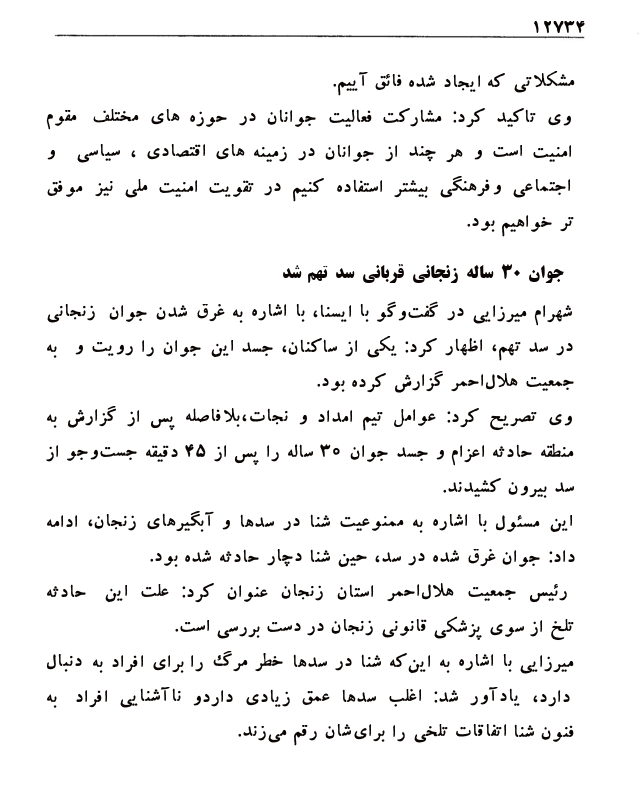 ۱۲۷۳۴
مشکلاتی که ایجاد شده فائق آییم.
وی تاکید کرد: مشارکت فعالیت جوانان در حوزه های مختلف مقوم
امنیت است و هر چند از جوانان در زمینه های اقتصادی ، سیاسی و
اجتماعی وفرهنگی بیشتر استفاده کنیم در تقویت امنیت ملی نیز موفق
تر خواهیم بود.
جوان ۳۰ ساله زنجانی قربانی سد تهم شد
شهرام میرزایی در گفت‌وگو با ایسنا، با اشاره به غرق شدن جوان زنجانی
در سد تهم، اظهار کرد: یکی از ساکنان، جسد این جوان را رویت و به
جمعیت هلال‌احمر گزارش کرده بود.
وی تصریح کرد: عوامل تیم امداد و نجات،بلافاصله پس از گزارش به
منطقه حادثه اعزام و جسد جوان ۳۰ ساله را پس از ۴۵ دقیقه جست‌وجو از
سد بیرون کشیدند.
این مسئول با اشاره به ممنوعیت شنا در سدها و آبگیرهای زنجان، ادامه
داد: جوان غرق شده در سد، حین شنا دچار حادثه شده بود.
رئیس جمعیت هلال‌احمر استان زنجان عنوان کرد: علت این حادثه
تلخ از سوی پزشکی قانونی زنجان در دست بررسی است.
میرزایی با اشاره به این‌که شنا در سدها خطر مرگ را برای افراد به دنبال
دارد، یادآور شد: اغلب سدها عمق زیادی داردو ناآشنایی افراد به
فنون شنا اتفاقات تلخی را برای‌شان رقم می‌زند.